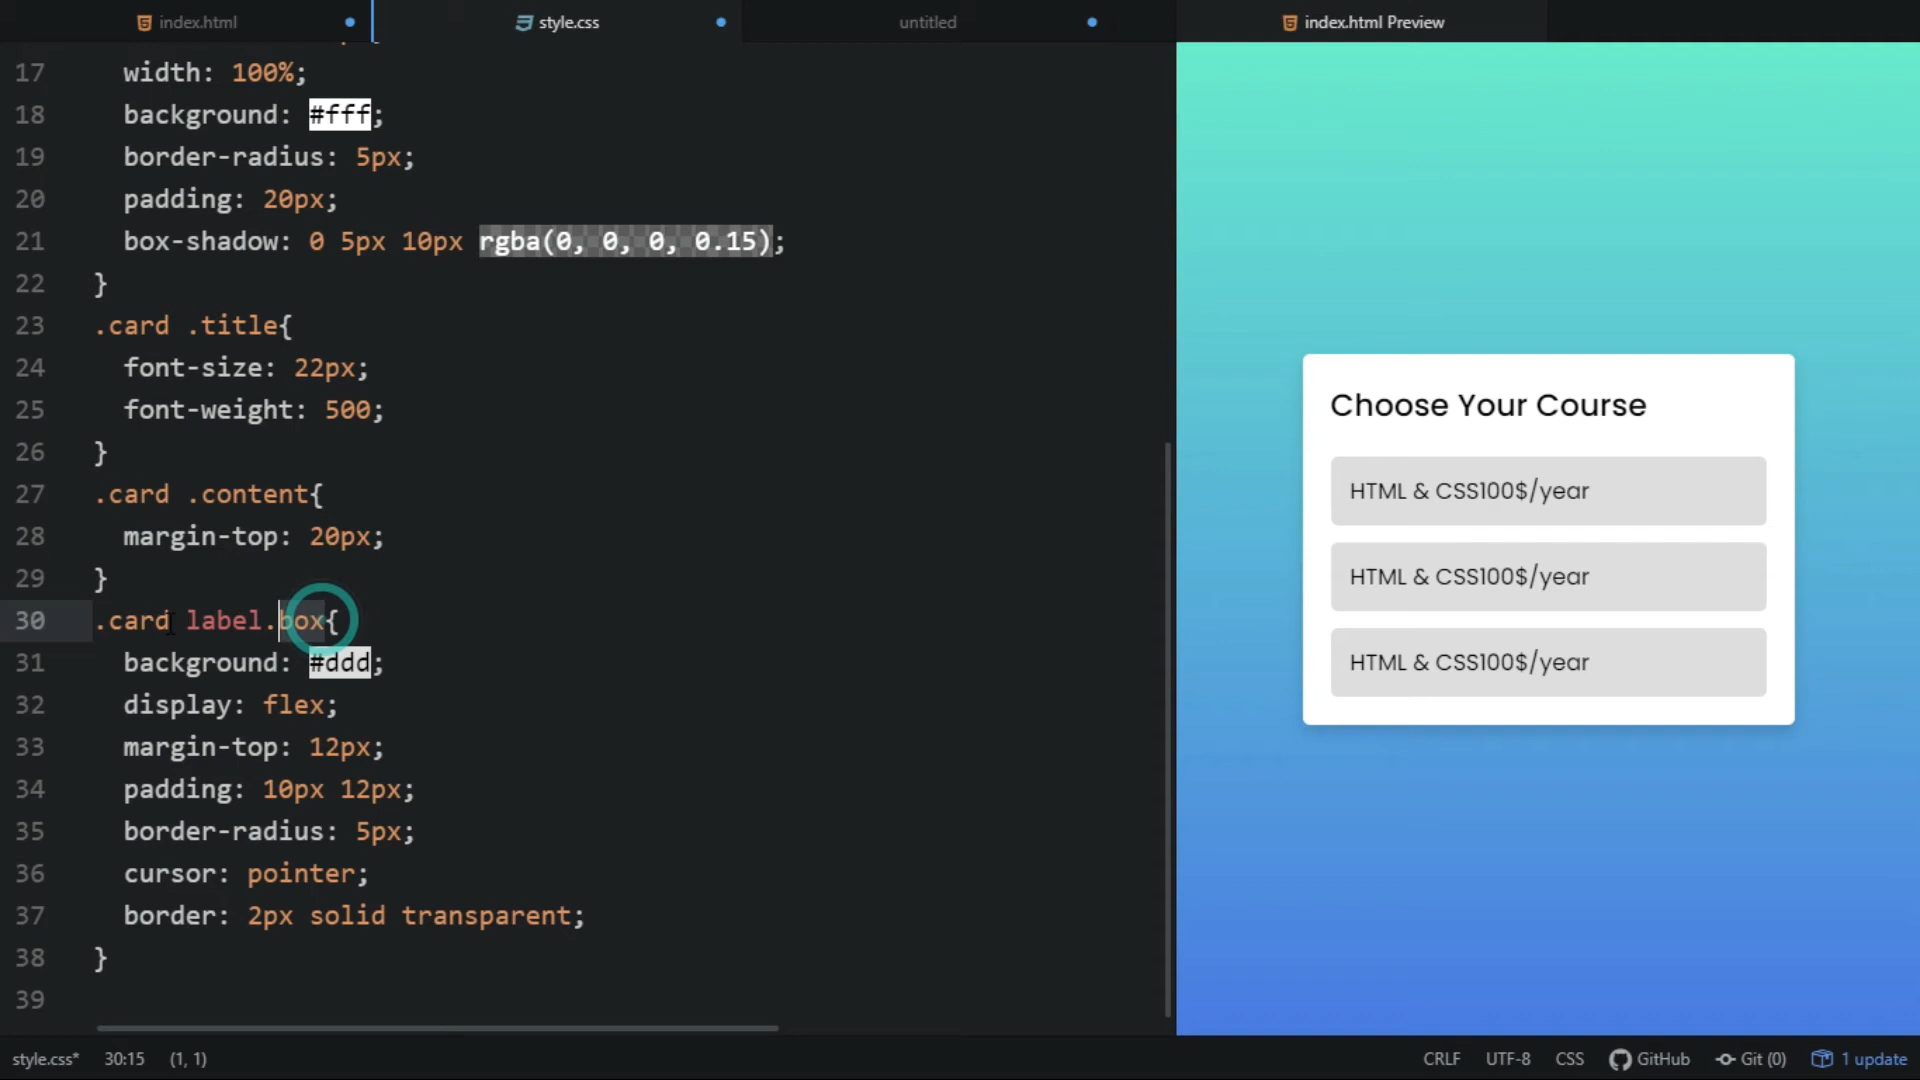 index.html
style.css
untitled
index.html Preview
17 width: 100%;
18 background: #fff;
19 border-radius: 5px;
20 padding: 20px;
21 box-shadow: 0 5px 10px rgba(0, 0, 0, 0.15);
22 }
23 .card .title{
24 font-size: 22px;
25 font-weight: 500;
26 }
27 .card .content{
28 margin-top: 20px;
29 }
30 .card label.box{
31 background: #ddd;
32 display: flex;
33 margin-top: 12px;
34 padding: 10px 12px;
35 border-radius: 5px;
36 cursor: pointer;
37 border: 2px solid transparent;
38 }
39
Choose Your Course
HTML & CSS100$/year
HTML & CSS100$/year
HTML & CSS100$/year
style.css* 30:15 (1, 1)
CRLF UTF-8 CSS GitHub Git (0) 1 update